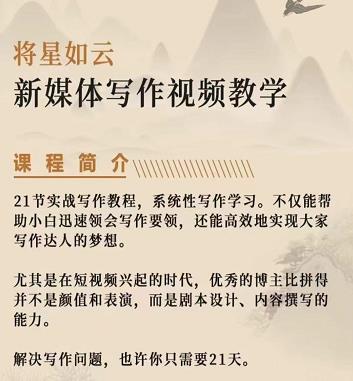 将星如云
新媒体写作视频教学
课程简介
21节实战写作教程，系统性写作学习。不仅能帮
助小白迅速领会写作要领，还能高效地实现大家
写作达人的梦想。
尤其是在短视频兴起的时代，优秀的博主比拼得
并不是颜值和表演，而是剧本设计、内容撰写的
能力。
解决写作问题，也许你只需要21天。